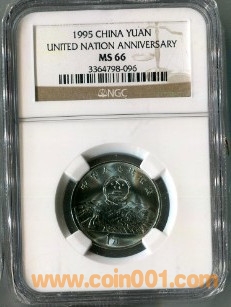 1995 CHINA YUAN
UNITED NATION ANNIVERSARY
MS 66
3364798-096
NGC
www.coin001.com